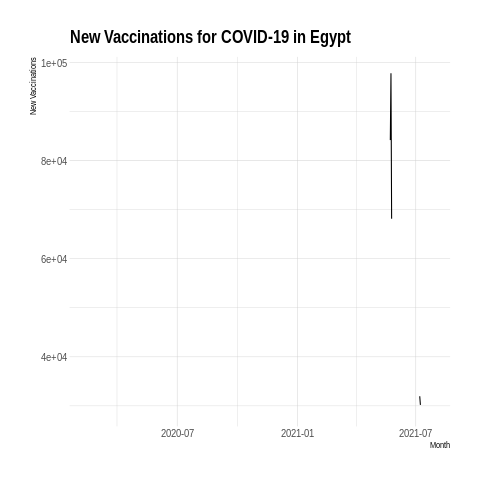 New Vaccinations for COVID-19 in Egypt
New Vaccinations
1e+05
8e+04
6e+04
4e+04
2020-07
2021-01
2021-07
Month